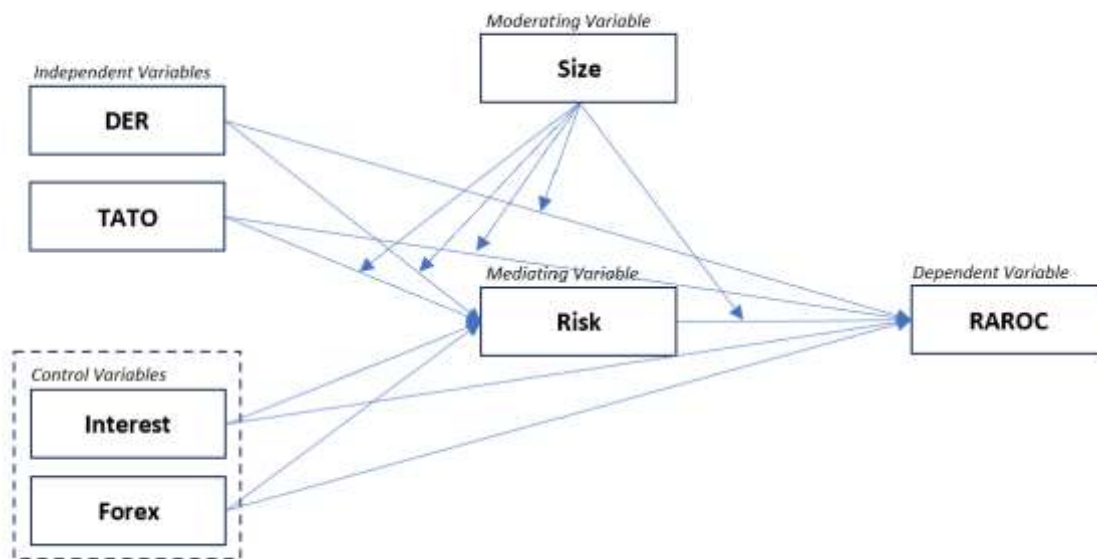 Moderating Variable
Size
Independent Variables
DER
TATO
Mediating Variable
Risk
Dependent Variable
RAROC
Control Variables
Interest
Forex